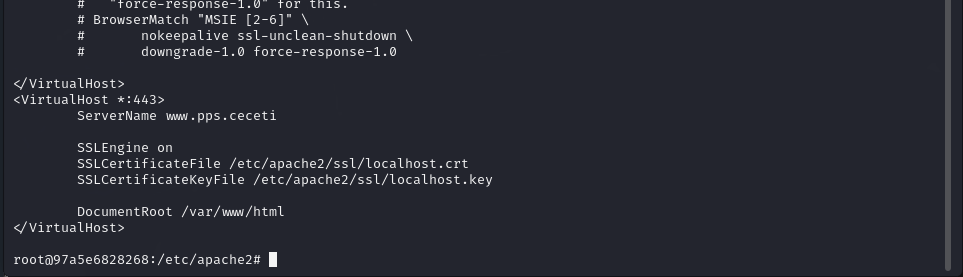 #   "force-response-1.0" for this.
# BrowserMatch "MSIE [2-6]" \
#       nokeepalive ssl-unclean-shutdown \
#       downgrade-1.0 force-response-1.0
</VirtualHost>
<VirtualHost *:443>
ServerName www.pps.ceceti
SSLEngine on
SSLCertificateFile /etc/apache2/ssl/localhost.crt
SSLCertificateKeyFile /etc/apache2/ssl/localhost.key
DocumentRoot /var/www/html
</VirtualHost>
root@97a5e6828268:/etc/apache2#